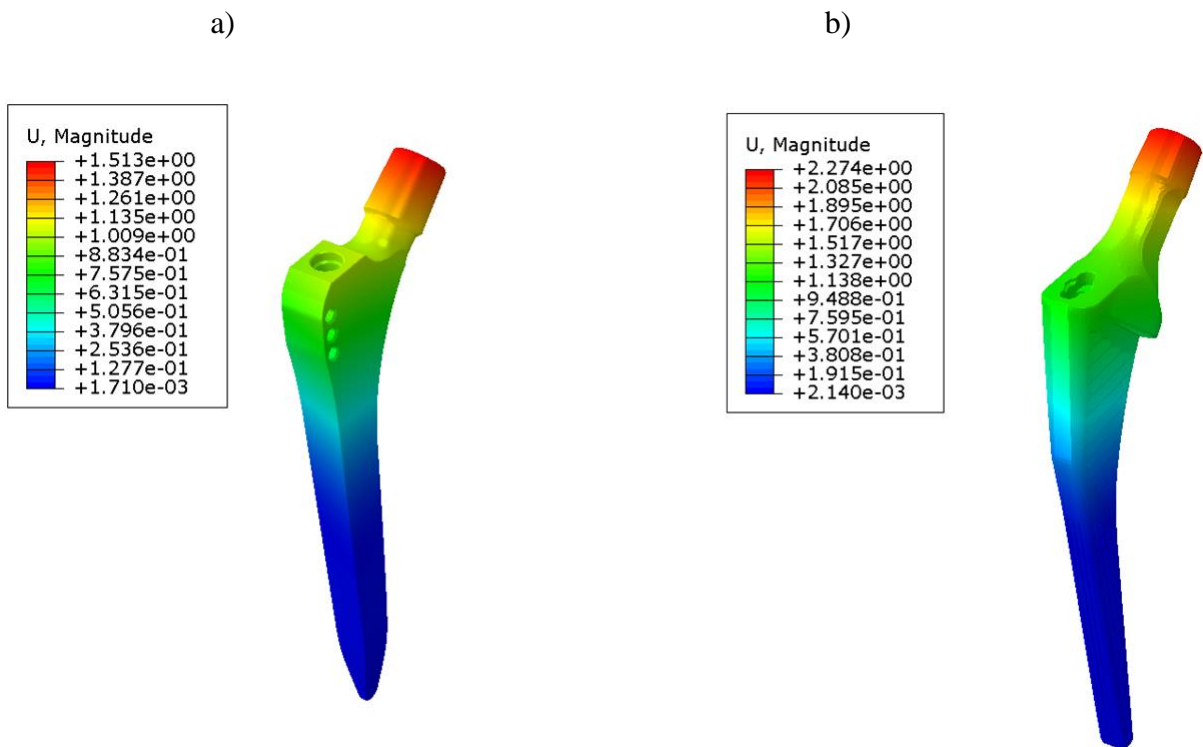 a)
b)
U, Magnitude
+1.513e+00
+1.387e+00
+1.261e+00
+1.135e+00
+1.009e+00
+8.834e-01
+7.575e-01
+6.315e-01
+5.056e-01
+3.796e-01
+2.536e-01
+1.277e-01
+1.710e-03
U, Magnitude
+2.274e+00
+2.085e+00
+1.895e+00
+1.706e+00
+1.517e+00
+1.327e+00
+1.138e+00
+9.488e-01
+7.595e-01
+5.701e-01
+3.808e-01
+1.915e-01
+2.140e-03